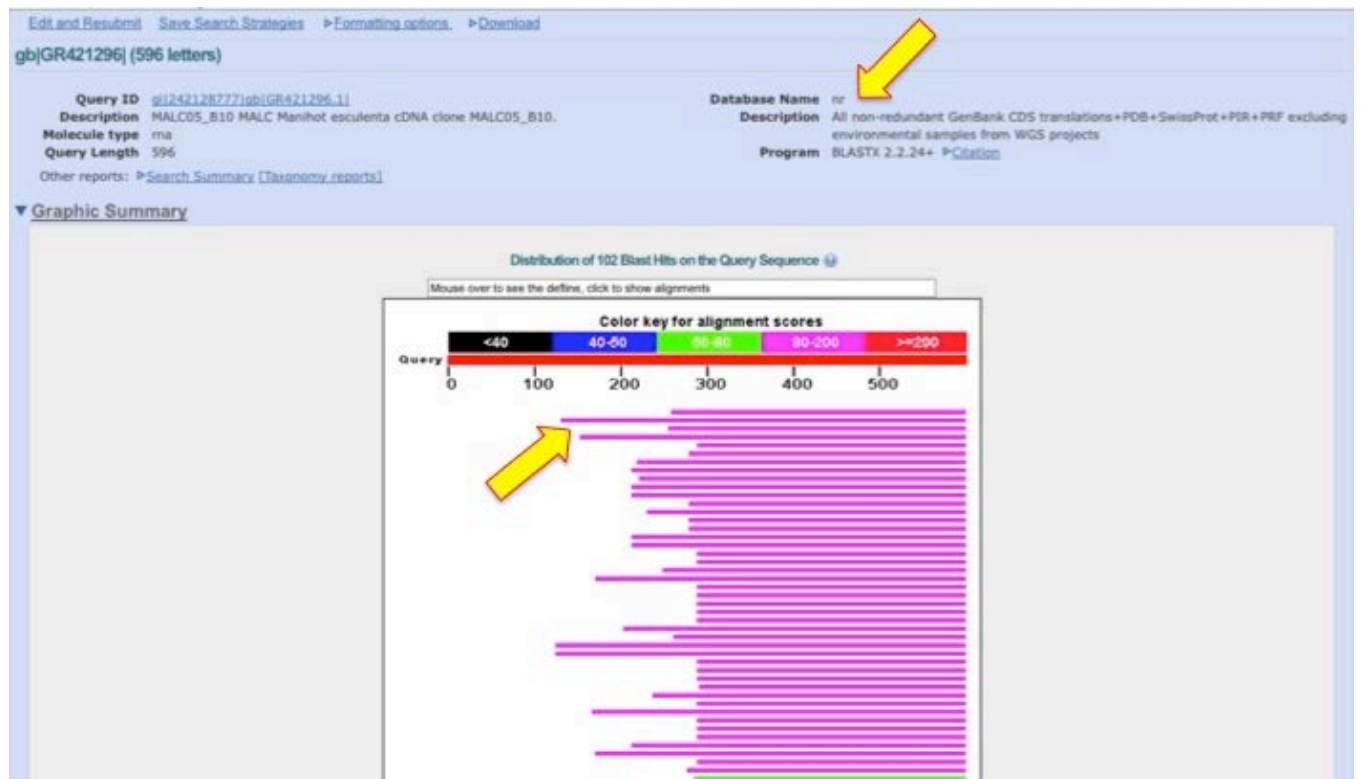 Edit and Resubmit Save Search Strategies ▶Formatting options ▶Download
gb|GR421296| (596 letters)
Query ID gi|242128777|gb|GR421296.1|
Description MALC05_B10 MALC Manihot esculenta cDNA clone MALC05_B10.
Molecule type rna
Query Length 596
Other reports: ▶Search Summary [Taxonomy reports]
Database Name nr
Description All non-redundant GenBank CDS translations+PDB+SwissProt+PIR+PRF excluding
environmental samples from WGS projects
Program BLASTX 2.2.24+ ▶Citation
▼Graphic Summary
Distribution of 102 Blast Hits on the Query Sequence
Mouse over to see the defline, click to show alignments
Color key for alignment scores
<40 40-50 50-80 80-200 >=200
Query
0 100 200 300 400 500